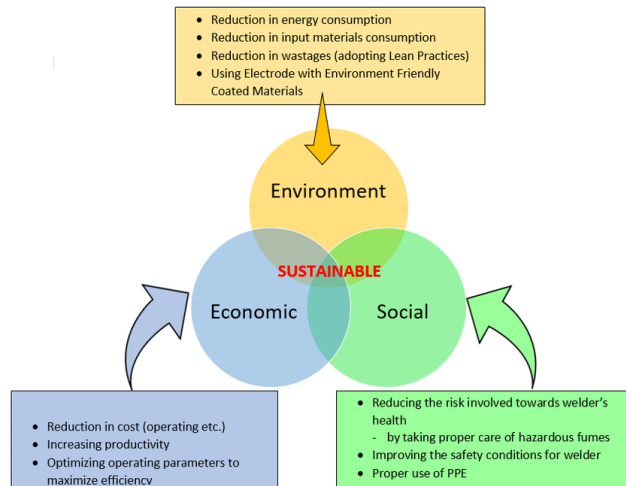 • Reduction in energy consumption
• Reduction in input materials consumption
• Reduction in wastages (adopting Lean Practices)
• Using Electrode with Environment Friendly
Coated Materials
Environment
SUSTAINABLE
Economic
Social
• Reduction in cost (operating etc.)
• Increasing productivity
• Optimizing operating parameters to
maximize efficiency
• Reducing the risk involved towards welder's
health
- by taking proper care of hazardous fumes
• Improving the safety conditions for welder
• Proper use of PPE